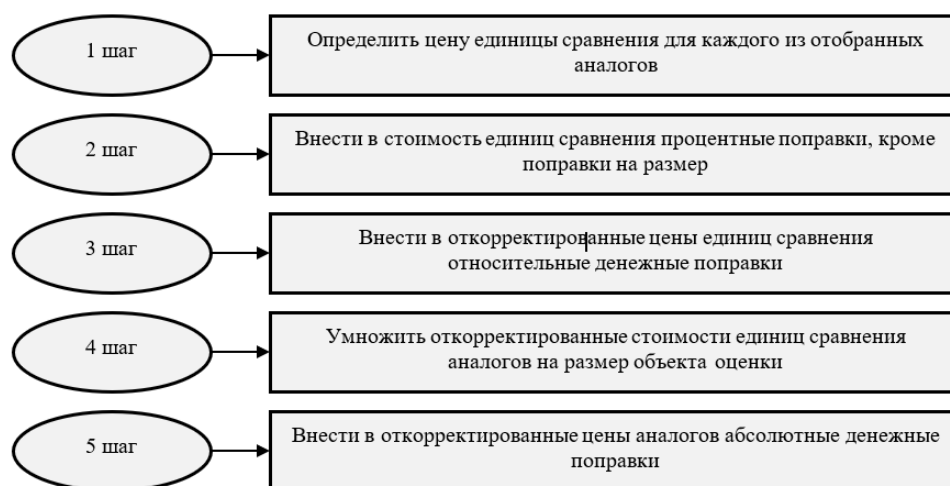 1 шаг
Определить цену единицы сравнения для каждого из отобранных
аналогов
2 шаг
Внести в стоимость единиц сравнения процентные поправки, кроме
поправки на размер
3 шаг
Внести в откорректированные цены единиц сравнения
относительные денежные поправки
4 шаг
Умножить откорректированные стоимости единиц сравнения
аналогов на размер объекта оценки
5 шаг
Внести в откорректированные цены аналогов абсолютные денежные
поправки